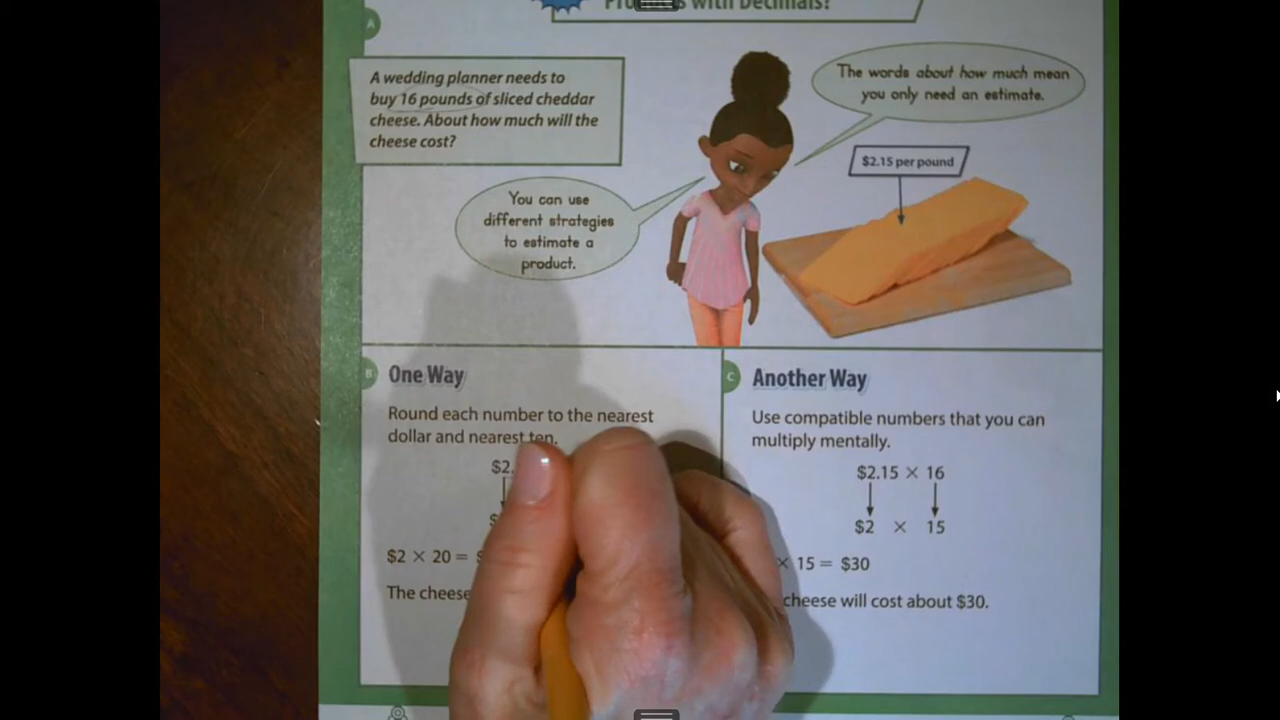 with Decimals?
A
A wedding planner needs to
buy 16 pounds of sliced cheddar
cheese. About how much will the
cheese cost?
The words about how much mean
you only need an estimate.
$2.15 per pound
You can use
different strategies
to estimate a
product.
B One Way
Round each number to the nearest
dollar and nearest ten.
$2.
$2 × 20 =
The cheese
C Another Way
Use compatible numbers that you can
multiply mentally.
$2.15 × 16
$2 × 15
× 15 = $30
cheese will cost about $30.